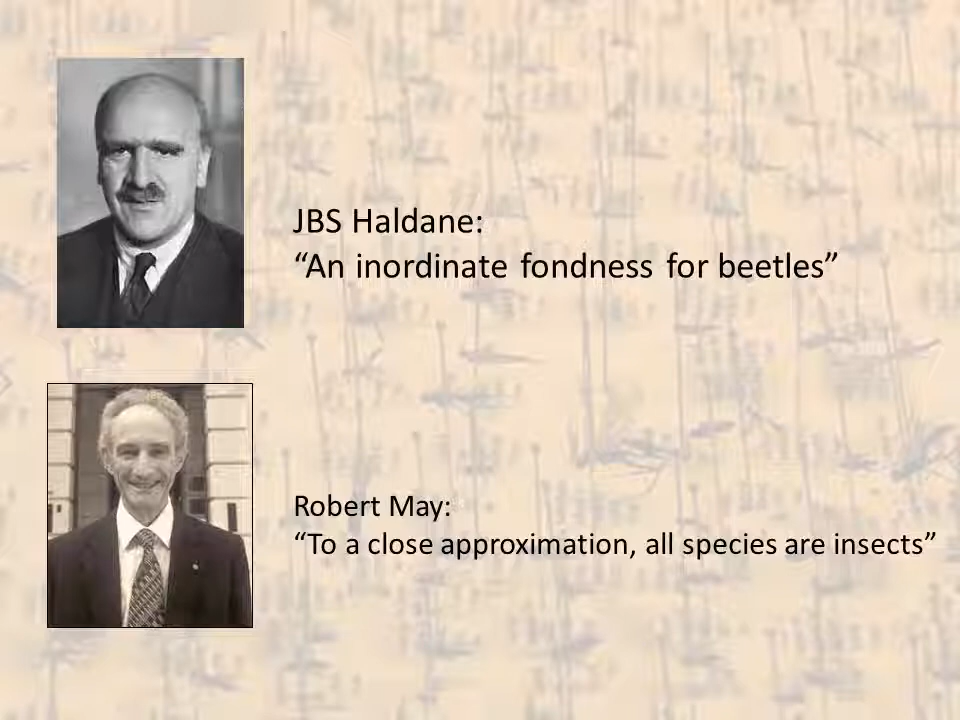 JBS Haldane:
“An inordinate fondness for beetles”
Robert May:
“To a close approximation, all species are insects”